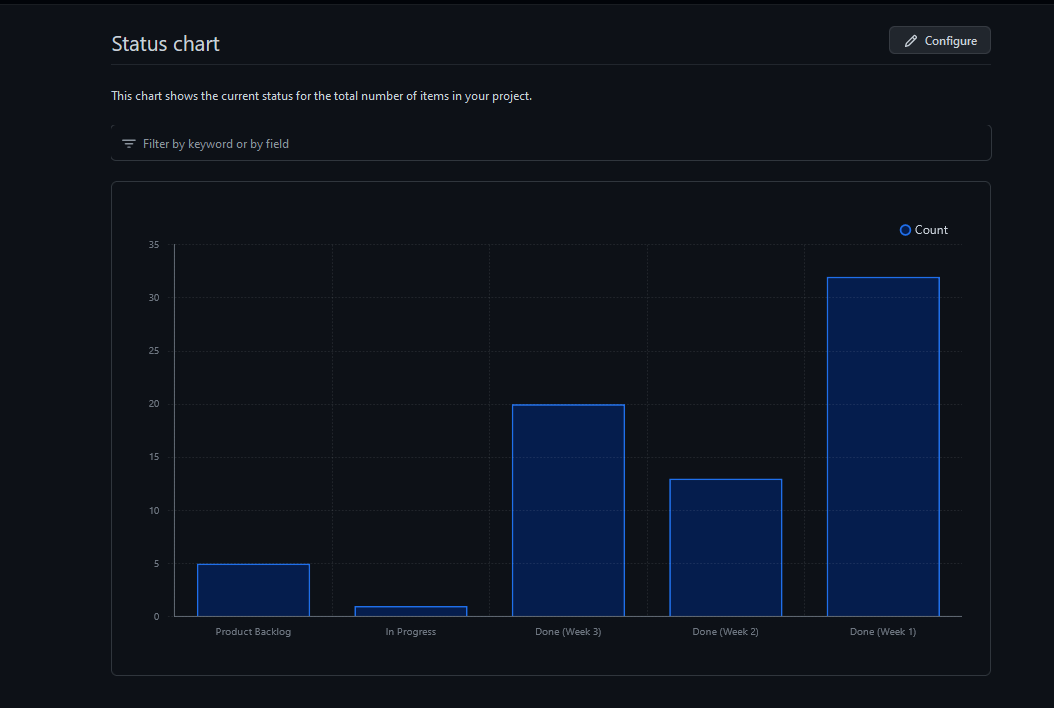 Status chart
Configure
This chart shows the current status for the total number of items in your project.
Filter by keyword or by field
Count
35
30
25
20
15
10
5
0
Product Backlog
In Progress
Done (Week 3)
Done (Week 2)
Done (Week 1)